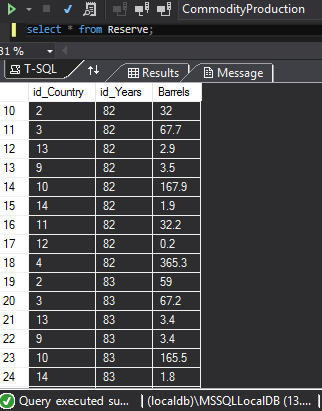 CommodityProduction
select * from Reserve;
31 %
T-SQL Results Message
id_Country id_Years Barrels
10 2 82 32
11 3 82 67.7
12 13 82 2.9
13 9 82 3.5
14 10 82 167.9
15 14 82 1.9
16 11 82 32.2
17 12 82 0.2
18 4 82 365.3
19 2 83 59
20 3 83 67.2
21 13 83 3.4
22 9 83 3.4
23 10 83 165.5
24 14 83 1.8
Query executed su... (localdb)\MSSQLLocalDB (13....